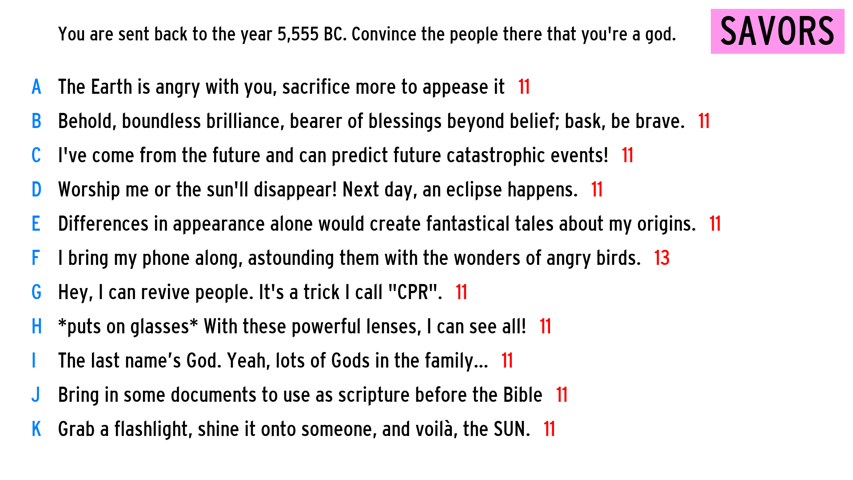 You are sent back to the year 5,555 BC. Convince the people there that you're a god.
SAVORS
A The Earth is angry with you, sacrifice more to appease it 11
B Behold, boundless brilliance, bearer of blessings beyond belief; bask, be brave. 11
C I've come from the future and can predict future catastrophic events! 11
D Worship me or the sun'll disappear! Next day, an eclipse happens. 11
E Differences in appearance alone would create fantastical tales about my origins. 11
F I bring my phone along, astounding them with the wonders of angry birds. 13
G Hey, I can revive people. It's a trick I call "CPR". 11
H *puts on glasses* With these powerful lenses, I can see all! 11
I The last name’s God. Yeah, lots of Gods in the family... 11
J Bring in some documents to use as scripture before the Bible 11
K Grab a flashlight, shine it onto someone, and voilà, the SUN. 11